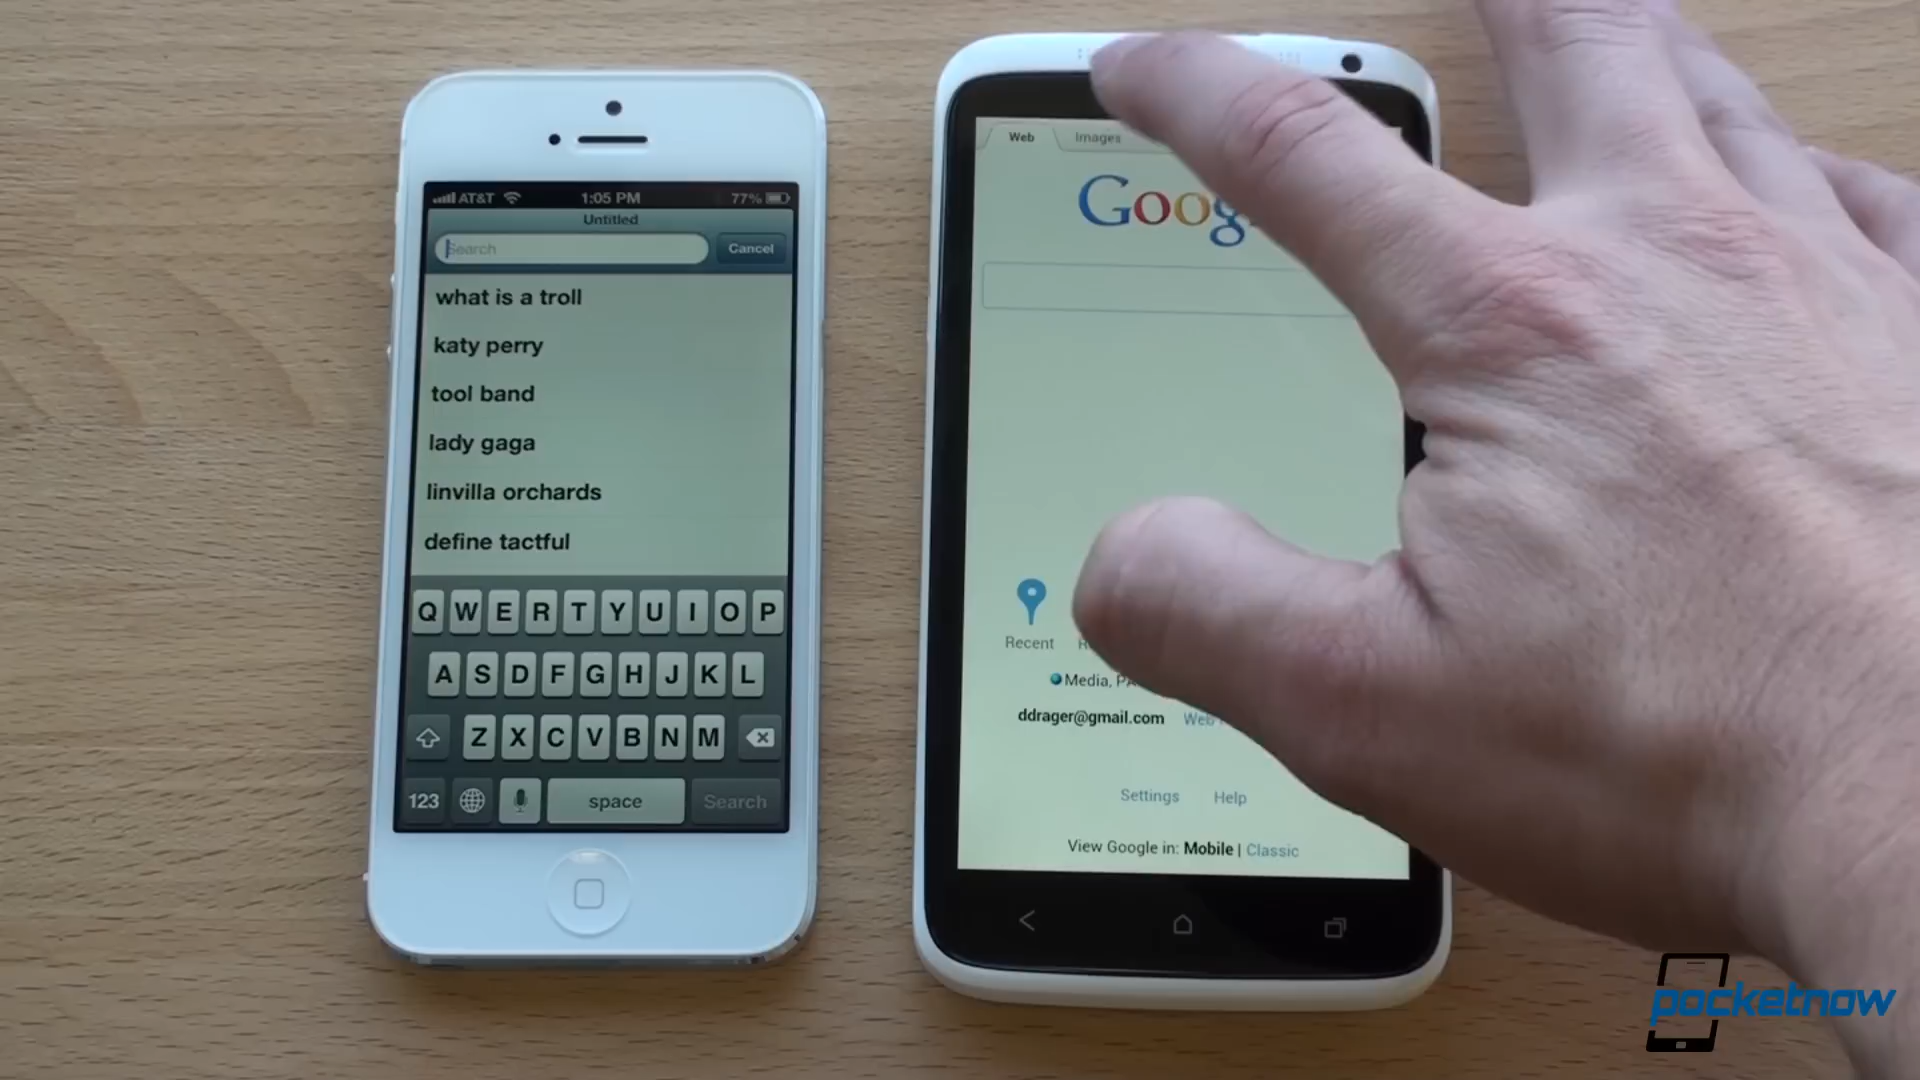 AT&T 1:05 PM 77%
Untitled
Search Cancel
what is a troll
katy perry
tool band
lady gaga
linvilla orchards
define tactful
Q W E R T Y U I O P
A S D F G H J K L
Z X C V B N M
123 space Search
Web Images
Google
Recent
Media, PA
ddrager@gmail.com Web
Settings Help
View Google in: Mobile | Classic
pocketnow